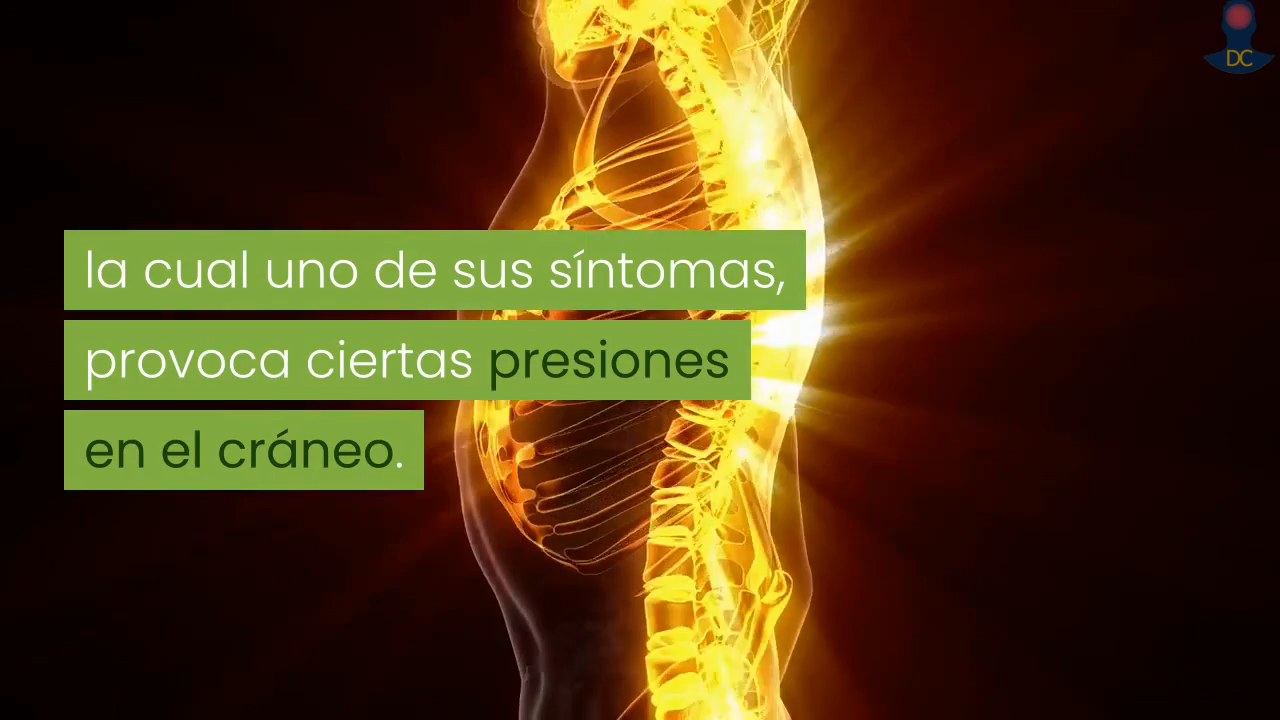 DC
la cual uno de sus síntomas,
provoca ciertas presiones
en el cráneo.